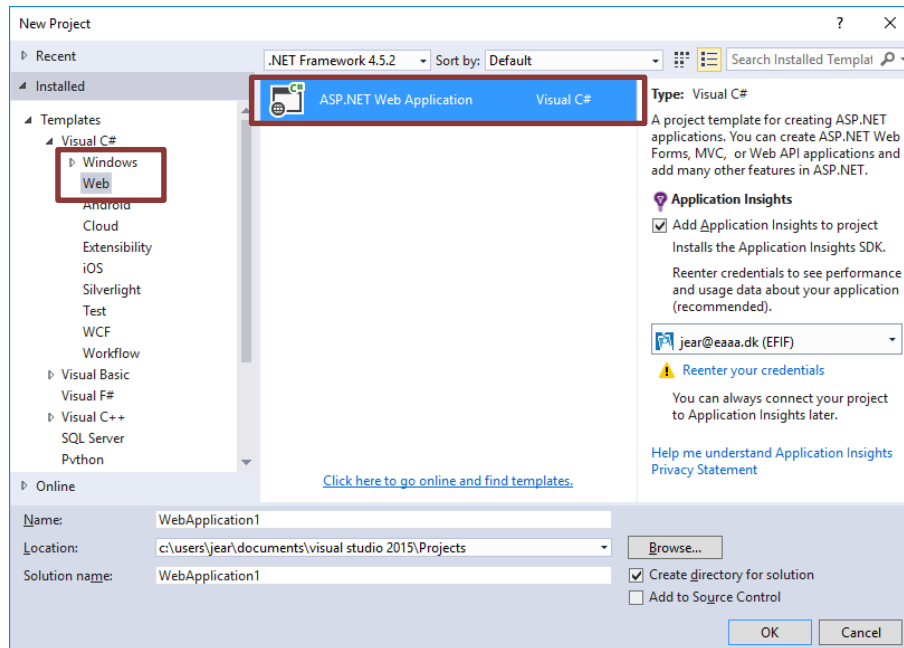 New Project
? ×
Recent
.NET Framework 4.5.2 Sort by: Default
Search Installed Templat
Installed
Templates
Visual C#
Windows
Web
Android
Cloud
Extensibility
iOS
Silverlight
Test
WCF
Workflow
Visual Basic
Visual F#
Visual C++
SQL Server
Python
Online
ASP.NET Web Application Visual C#
Click here to go online and find templates.
Type: Visual C#
A project template for creating ASP.NET
applications. You can create ASP.NET Web
Forms, MVC, or Web API applications and
add many other features in ASP.NET.
Application Insights
Add Application Insights to project
Installs the Application Insights SDK.
Reenter credentials to see performance
and usage data about your application
(recommended).
jear@eaaa.dk (EFIF)
Reenter your credentials
You can always connect your project
to Application Insights later.
Help me understand Application Insights
Privacy Statement
Name: WebApplication1
Location: c:\users\jear\documents\visual studio 2015\Projects
Browse...
Solution name: WebApplication1
Create directory for solution
Add to Source Control
OK Cancel